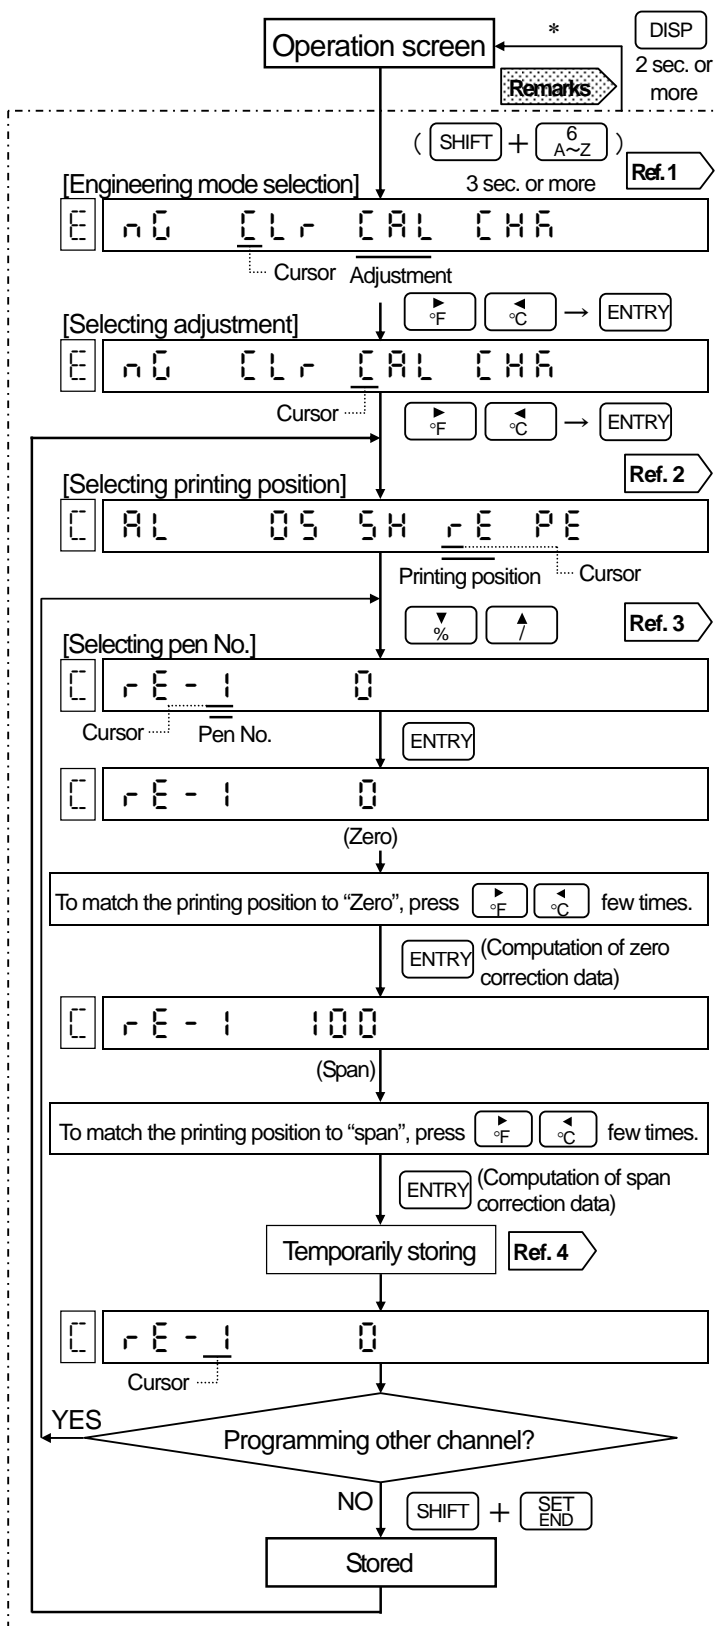 Operation screen
*
DISP
2 sec. or
more
Remarks
( SHIFT + 6 A~Z )
3 sec. or more
Ref.1
[Engineering mode selection]
E nG CLr CAL CHK
Cursor Adjustment
►
°F
◄
°C
→ ENTRY
[Selecting adjustment]
E nG CLr CAL CHK
Cursor
►
°F
◄
°C
→ ENTRY
Ref. 2
[Selecting printing position]
C AL OS SH rE PE
Printing position Cursor
▼
%
▲
/
Ref. 3
[Selecting pen No.]
C rE-1 0
Cursor Pen No.
ENTRY
C rE-1 0
(Zero)
To match the printing position to “Zero”, press ► °F ◄ °C few times.
ENTRY (Computation of zero
correction data)
C rE-1 100
(Span)
To match the printing position to “span”, press ► °F ◄ °C few times.
ENTRY (Computation of span
correction data)
Temporarily storing Ref. 4
C rE-1 0
Cursor
YES
Programming other channel?
NO
SHIFT + SET END
Stored